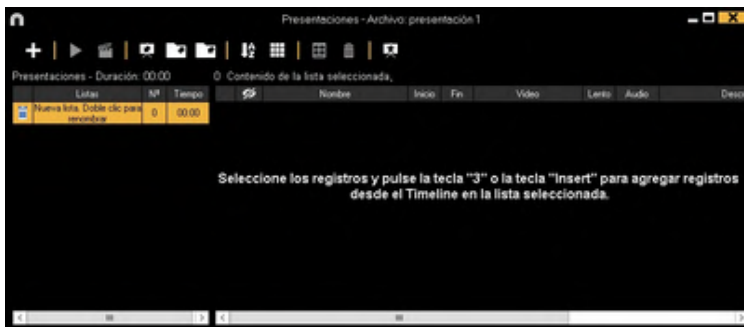 Presentaciones - Archivo: presentación 1
Presentaciones - Duración: 00:00
0 Contenido de la lista seleccionada,
Listas Nº Tiempo
Nombre Inicio Fin Video Lento Audio Desc
Nueva lista. Doble clic para
renombrar
0 00:00
Seleccione los registros y pulse la tecla "3" o la tecla "Insert" para agregar registros
desde el Timeline en la lista seleccionada.